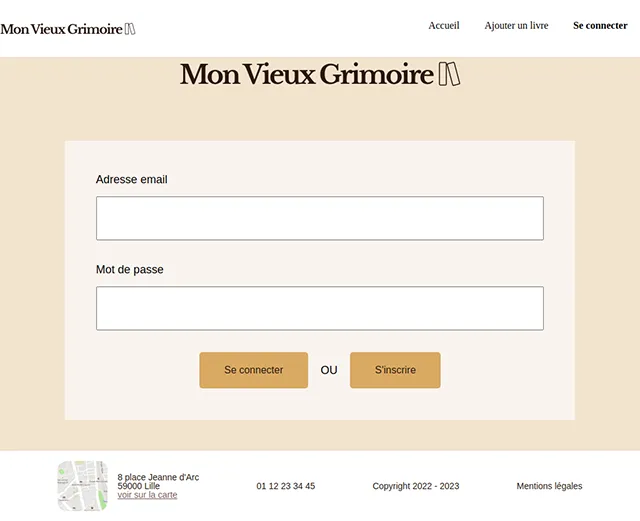 Mon Vieux Grimoire
Accueil
Ajouter un livre
Se connecter
Mon Vieux Grimoire
Adresse email
Mot de passe
Se connecter
OU
S'inscrire
8 place Jeanne d'Arc
59000 Lille
voir sur la carte
01 12 23 34 45
Copyright 2022 - 2023
Mentions légales